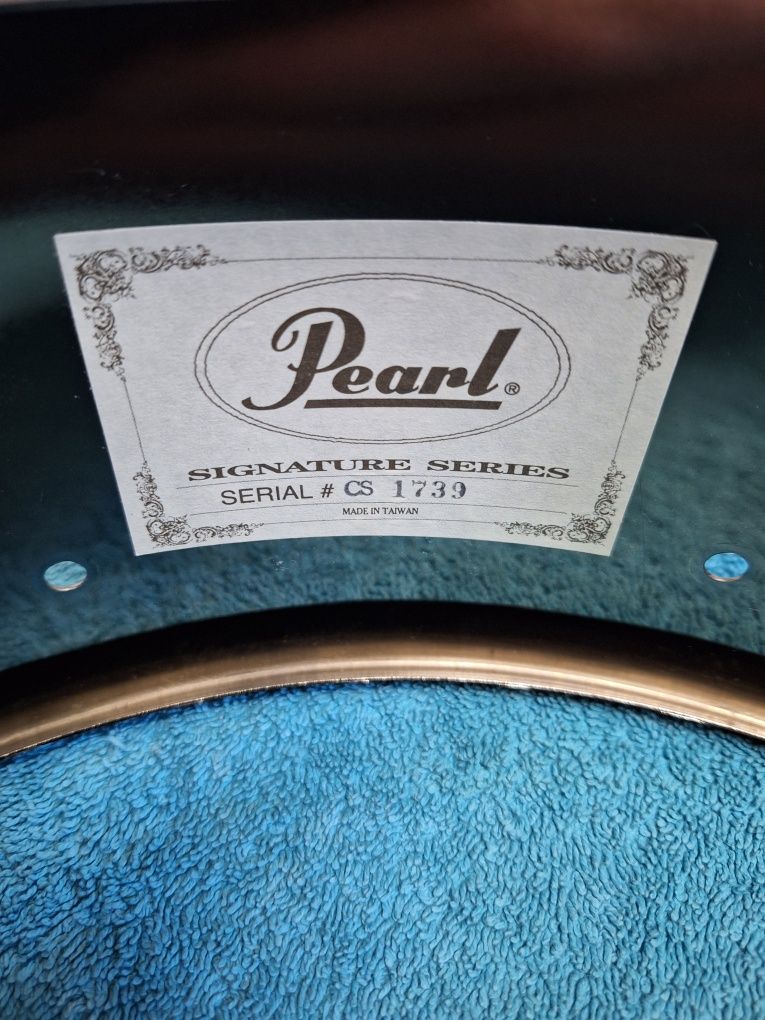 Pearl®
SIGNATURE SERIES
SERIAL # CS 1739
MADE IN TAIWAN